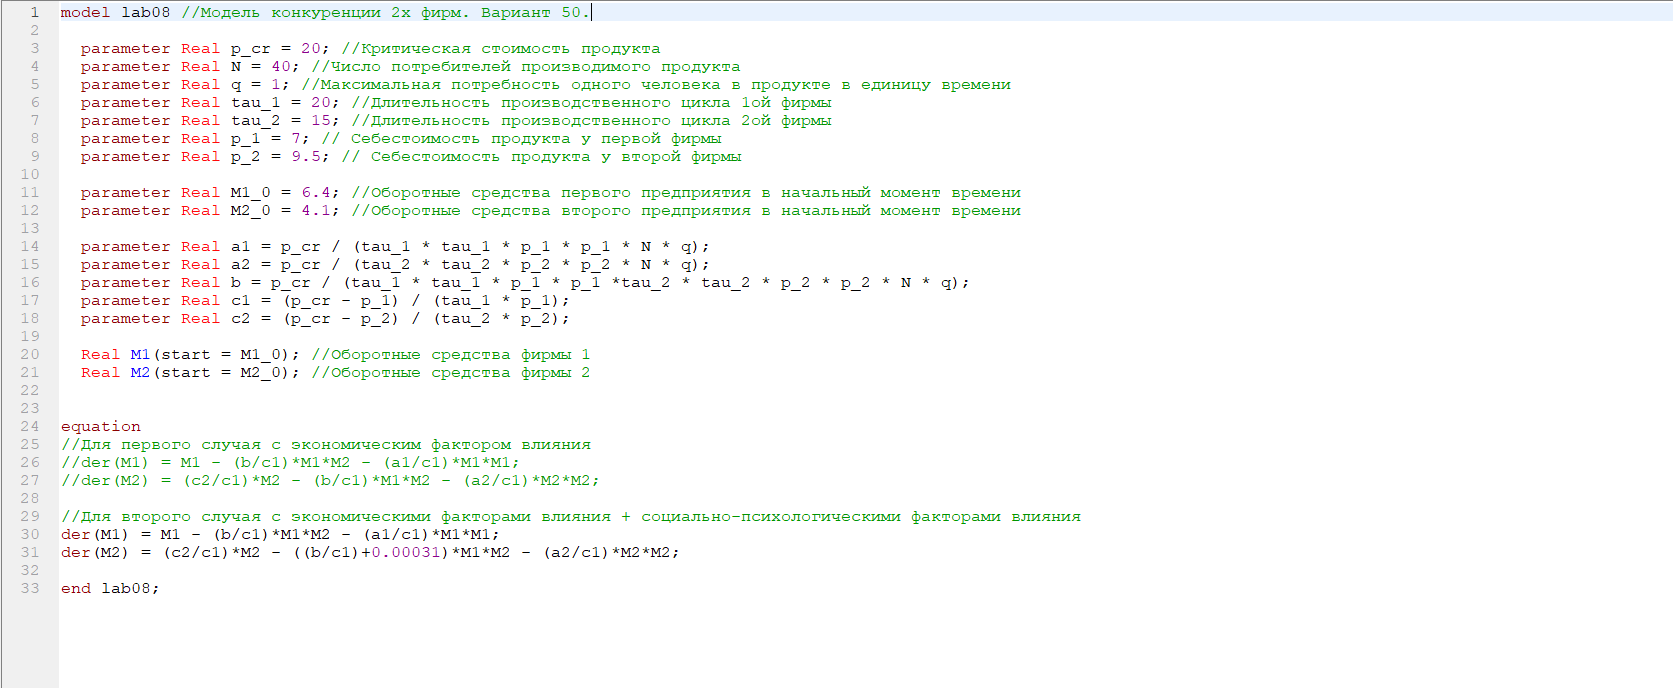 1 model lab08 //Модель конкуренции 2х фирм. Вариант 50.
2
3 parameter Real p_cr = 20; //Критическая стоимость продукта
4 parameter Real N = 40; //Число потребителей производимого продукта
5 parameter Real q = 1; //Максимальная потребность одного человека в продукте в единицу времени
6 parameter Real tau_1 = 20; //Длительность производственного цикла 1ой фирмы
7 parameter Real tau_2 = 15; //Длительность производственного цикла 2ой фирмы
8 parameter Real p_1 = 7; // Себестоимость продукта у первой фирмы
9 parameter Real p_2 = 9.5; // Себестоимость продукта у второй фирмы
10
11 parameter Real M1_0 = 6.4; //Оборотные средства первого предприятия в начальный момент времени
12 parameter Real M2_0 = 4.1; //Оборотные средства второго предприятия в начальный момент времени
13
14 parameter Real a1 = p_cr / (tau_1 * tau_1 * p_1 * p_1 * N * q);
15 parameter Real a2 = p_cr / (tau_2 * tau_2 * p_2 * p_2 * N * q);
16 parameter Real b = p_cr / (tau_1 * tau_1 * p_1 * p_1 *tau_2 * tau_2 * p_2 * p_2 * N * q);
17 parameter Real c1 = (p_cr - p_1) / (tau_1 * p_1);
18 parameter Real c2 = (p_cr - p_2) / (tau_2 * p_2);
19
20 Real M1(start = M1_0); //Оборотные средства фирмы 1
21 Real M2(start = M2_0); //Оборотные средства фирмы 2
22
23
24 equation
25 //Для первого случая с экономическим фактором влияния
26 //der(M1) = M1 - (b/c1)*M1*M2 - (a1/c1)*M1*M1;
27 //der(M2) = (c2/c1)*M2 - (b/c1)*M1*M2 - (a2/c1)*M2*M2;
28
29 //Для второго случая с экономическими факторами влияния + социально-психологическими факторами влияния
30 der(M1) = M1 - (b/c1)*M1*M2 - (a1/c1)*M1*M1;
31 der(M2) = (c2/c1)*M2 - ((b/c1)+0.00031)*M1*M2 - (a2/c1)*M2*M2;
32
33 end lab08;